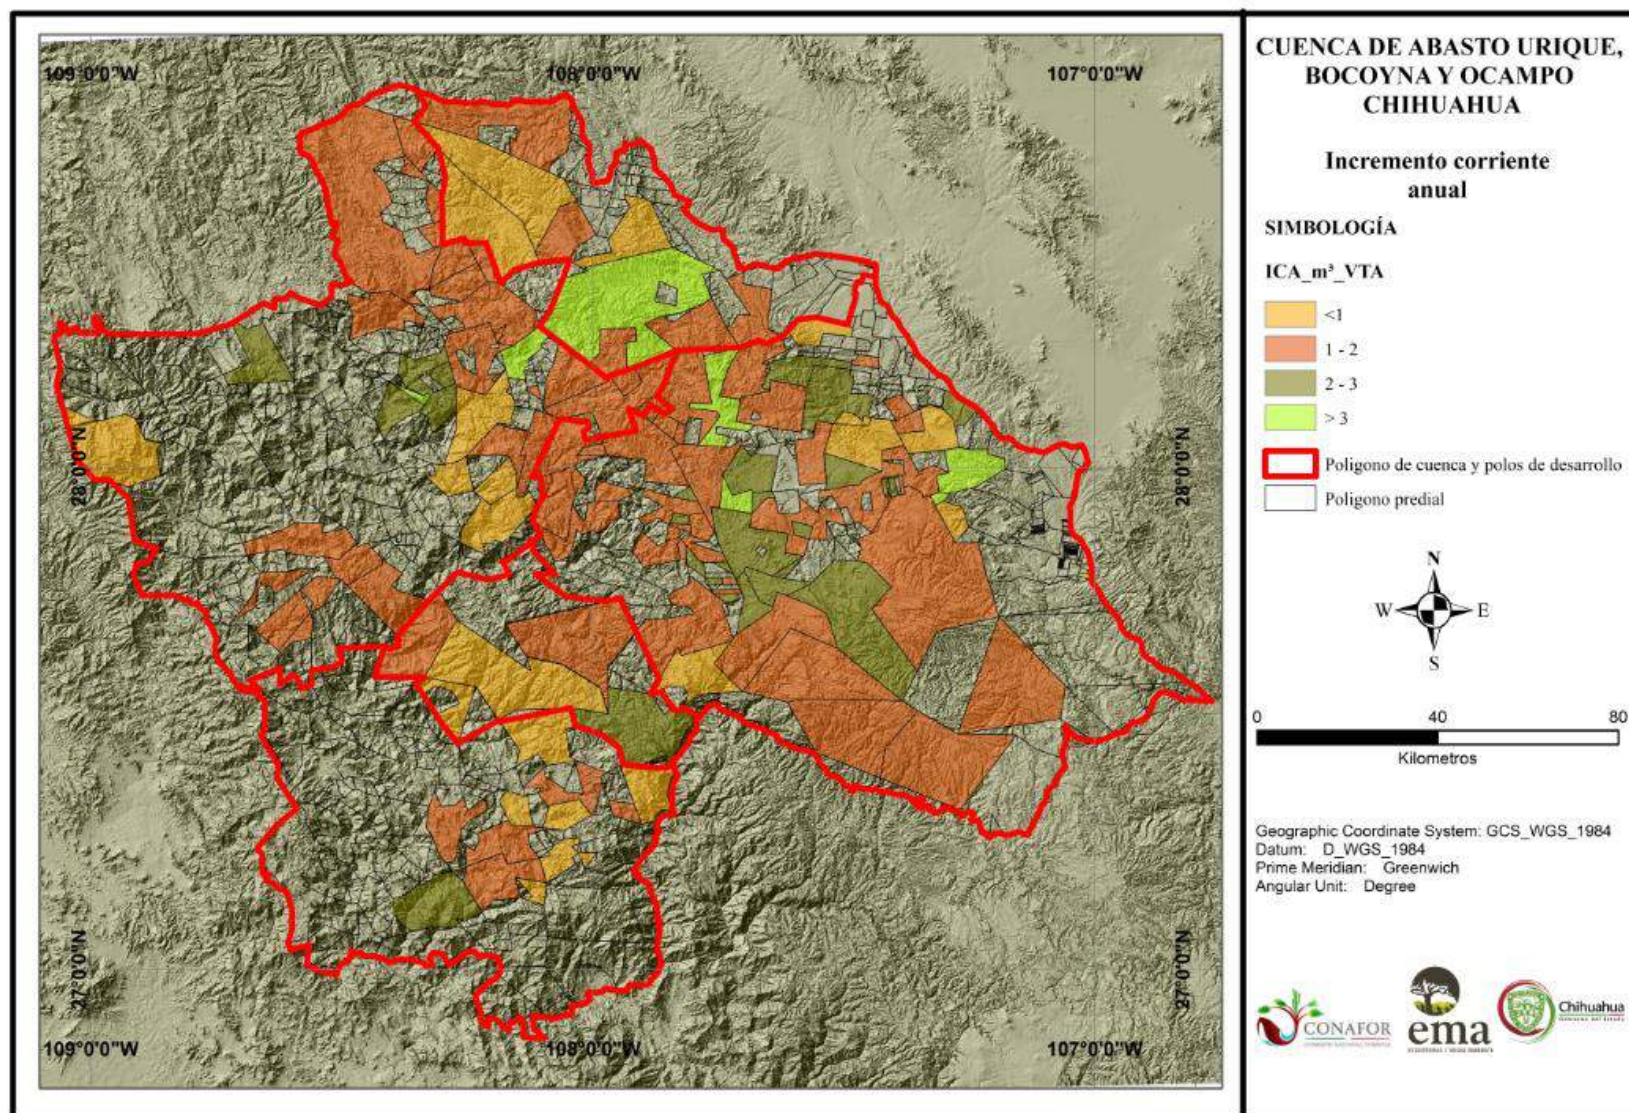 109°0'0"W
108°0'0"W
107°0'0"W
28°0'0"N
28°0'0"N
27°0'0"N
27°0'0"N
109°0'0"W
108°0'0"W
107°0'0"W
CUENCA DE ABASTO URIQUE,
BOCOYNA Y OCAMPO
CHIHUAHUA
Incremento corriente
anual
SIMBOLOGÍA
ICA_m³_VTA
<1
1 - 2
2 - 3
> 3
Poligono de cuenca y polos de desarrollo
Poligono predial
N
W
E
S
0 40 80
Kilometros
Geographic Coordinate System: GCS_WGS_1984
Datum: D_WGS_1984
Prime Meridian: Greenwich
Angular Unit: Degree
CONAFOR
ema
Chihuahua